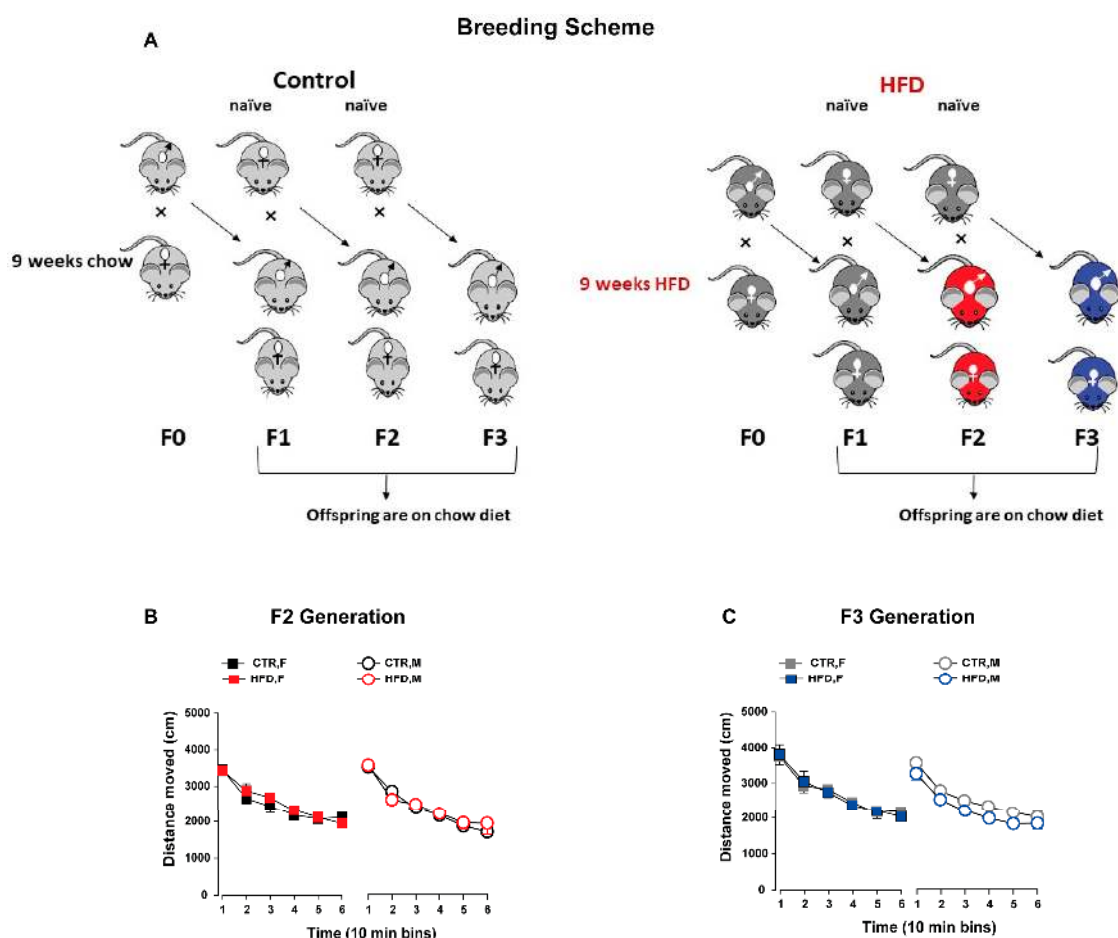 Breeding Scheme
A
Control
naïve naïve
HFD
naïve naïve
× × ×
× × ×
9 weeks chow
9 weeks HFD
F0 F1 F2 F3
F0 F1 F2 F3
Offspring are on chow diet
Offspring are on chow diet
B F2 Generation
CTR,F CTR,M
HFD,F HFD,M
Distance moved (cm)
5000
4000
3000
2000
1000
0
1 2 3 4 5 6 1 2 3 4 5 6
Time (10 min bins)
C F3 Generation
CTR,F CTR,M
HFD,F HFD,M
Distance moved (cm)
5000
4000
3000
2000
1000
0
1 2 3 4 5 6 1 2 3 4 5 6
Time (10 min bins)